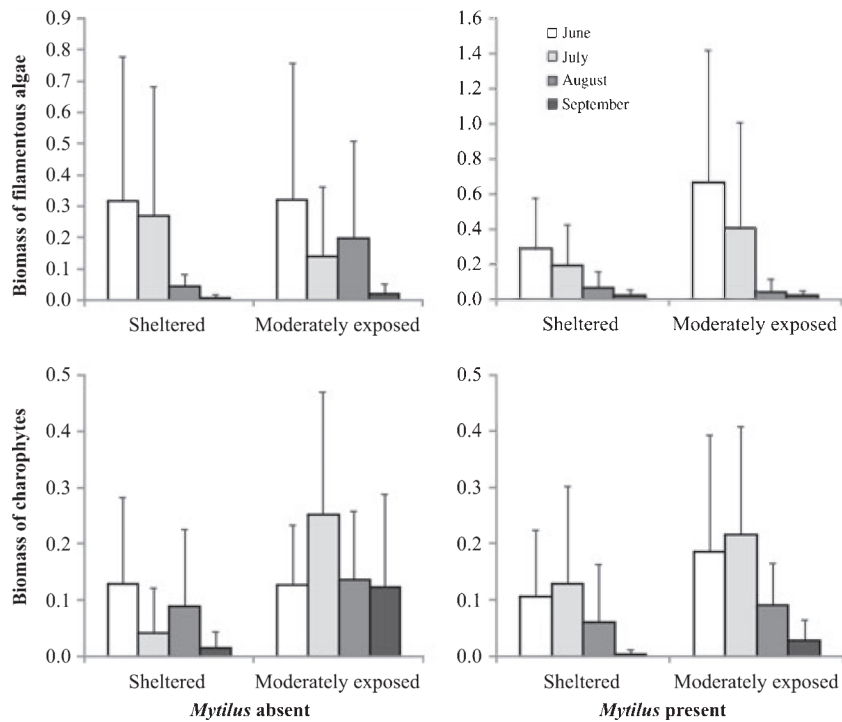 Biomass of filamentous algae
0.9
0.8
0.7
0.6
0.5
0.4
0.3
0.2
0.1
0.0
Sheltered
Moderately exposed
1.6
1.4
1.2
1.0
0.8
0.6
0.4
0.2
0.0
June
July
August
September
Sheltered
Moderately exposed
Biomass of charophytes
0.5
0.4
0.3
0.2
0.1
0.0
Sheltered
Moderately exposed
Mytilus absent
0.5
0.4
0.3
0.2
0.1
0.0
Sheltered
Moderately exposed
Mytilus present